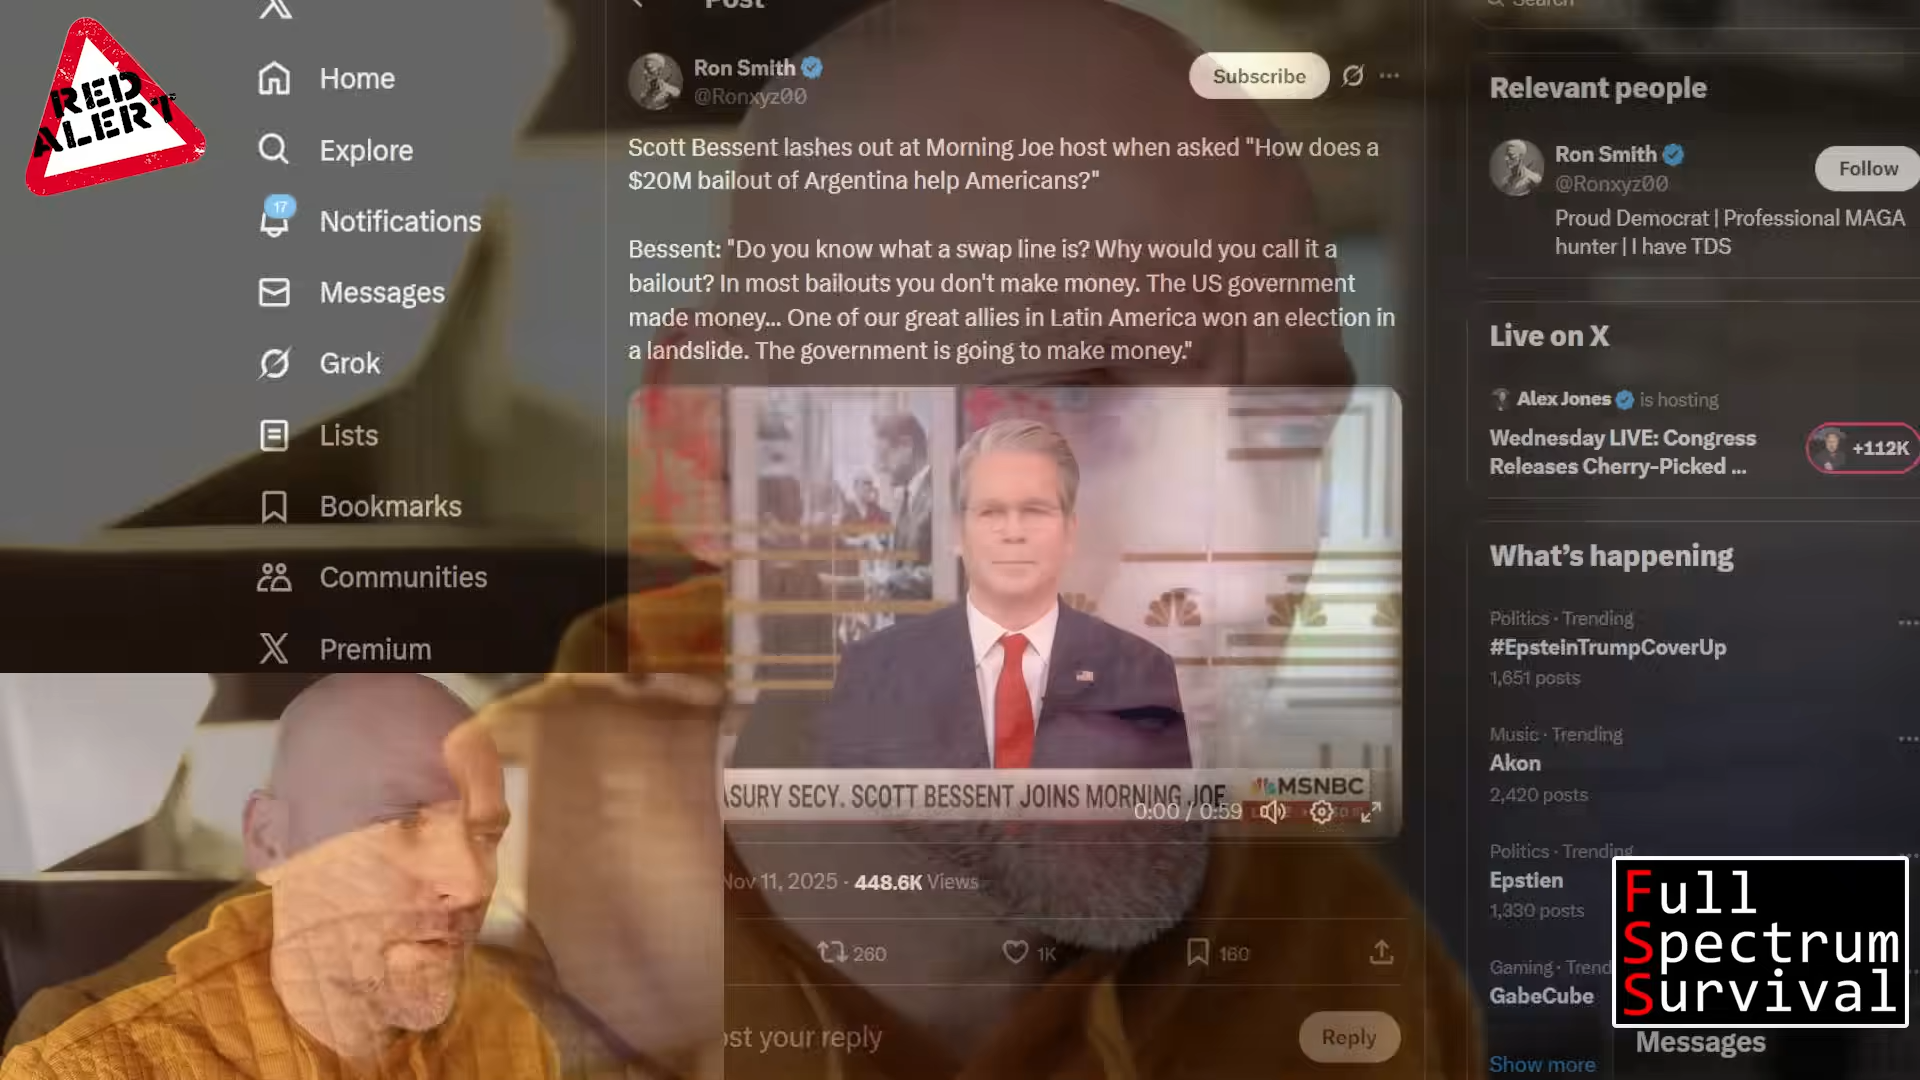 RED
ALERT
Home
Explore
17
Notifications
Messages
Grok
Lists
Bookmarks
Communities
Premium
Post
Ron Smith
@Ronxyz00
Subscribe
Scott Bessent lashes out at Morning Joe host when asked "How does a
$20M bailout of Argentina help Americans?"
Bessent: "Do you know what a swap line is? Why would you call it a
bailout? In most bailouts you don't make money. The US government
made money... One of our great allies in Latin America won an election in
a landslide. The government is going to make money."
ASURY SECY. SCOTT BESSENT JOINS MORNING JOE
MSNBC
0:00 / 0:59
Nov 11, 2025 · 448.6K Views
260
1K
160
ost your reply
Reply
Search
Relevant people
Ron Smith
@Ronxyz00
Follow
Proud Democrat | Professional MAGA
hunter | I have TDS
Live on X
Alex Jones is hosting
Wednesday LIVE: Congress
Releases Cherry-Picked ...
+112K
What's happening
Politics · Trending
#EpsteinTrumpCoverUp
1,651 posts
Music · Trending
Akon
2,420 posts
Politics · Trending
Epstien
1,330 posts
Gaming · Trend
GabeCube
Show more
Full
Spectrum
Survival
Messages